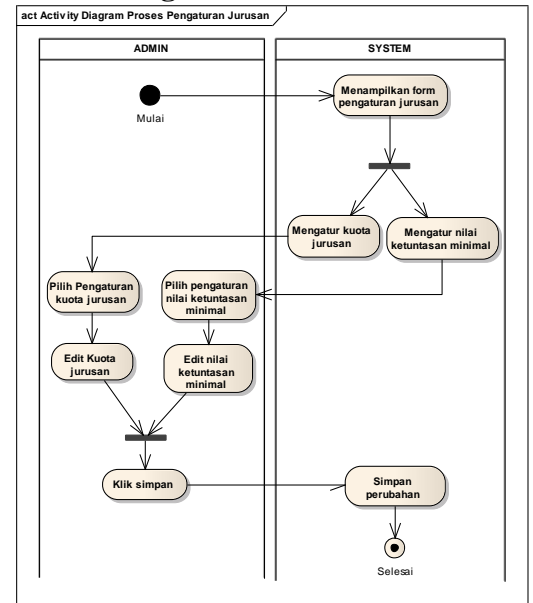 act Activity Diagram Proses Pengaturan Jurusan
ADMIN
SYSTEM
Mulai
Menampilkan form
pengaturan jurusan
Mengatur kuota
jurusan
Mengatur nilai
ketuntasan minimal
Pilih Pengaturan
kuota jurusan
Pilih pengaturan
nilai ketuntasan
minimal
Edit Kuota
jurusan
Edit nilai
ketuntasan
minimal
Klik simpan
Simpan
perubahan
Selesai